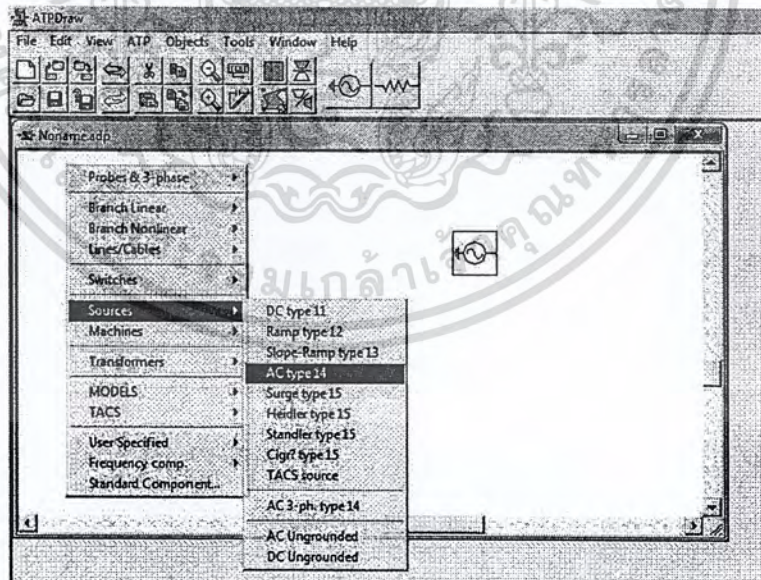 ATPDraw
File Edit View ATP Objects Tools Window Help
Noname.adp
Probes & 3-phase
Branch Linear
Branch Nonlinear
Lines/Cables
Switches
Sources
Machines
Transformers
MODELS
TACS
User Specified
Frequency comp.
Standard Component...
DC type 11
Ramp type 12
Slope-Ramp type 13
AC type 14
Surge type 15
Heidler type 15
Standler type 15
Cigr? type 15
TACS source
AC 3-ph. type 14
AC Ungrounded
DC Ungrounded